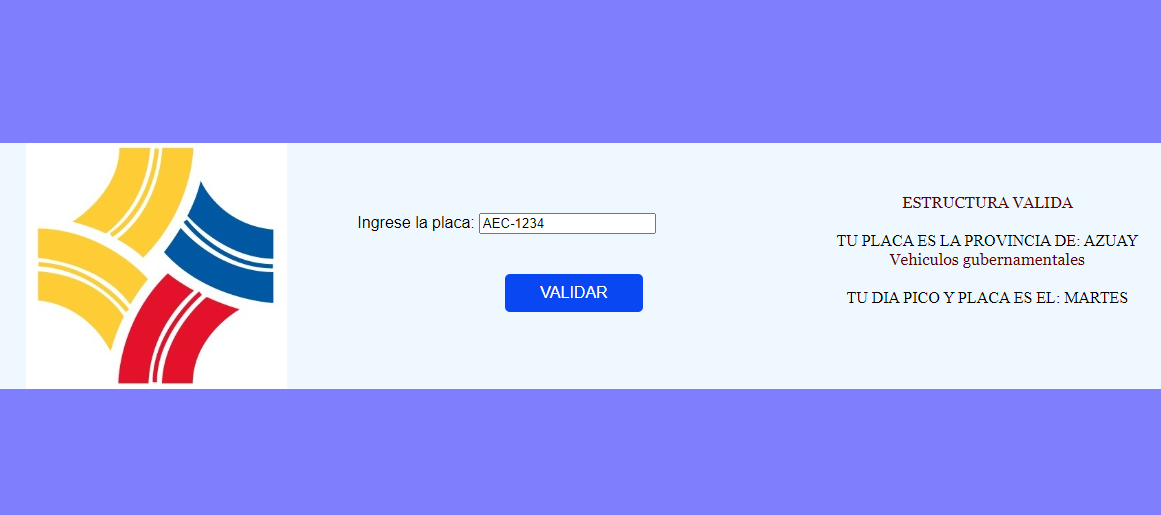 Ingrese la placa: AEC-1234
VALIDAR
ESTRUCTURA VALIDA
TU PLACA ES LA PROVINCIA DE: AZUAY
Vehiculos gubernamentales
TU DIA PICO Y PLACA ES EL: MARTES